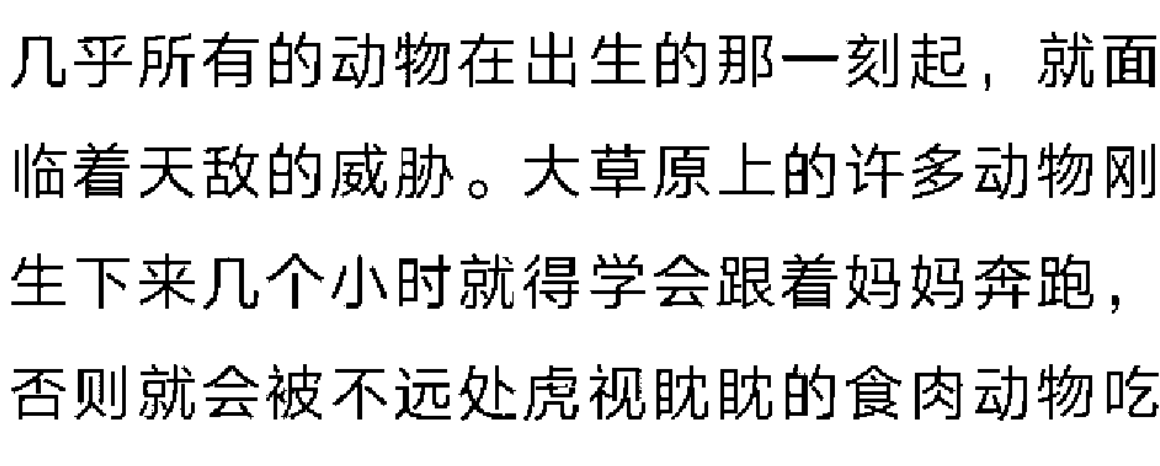 几乎所有的动物在出生的那一刻起，就面
临着天敌的威胁。大草原上的许多动物刚
生下来几个小时就得学会跟着妈妈奔跑，
否则就会被不远处虎视眈眈的食肉动物吃